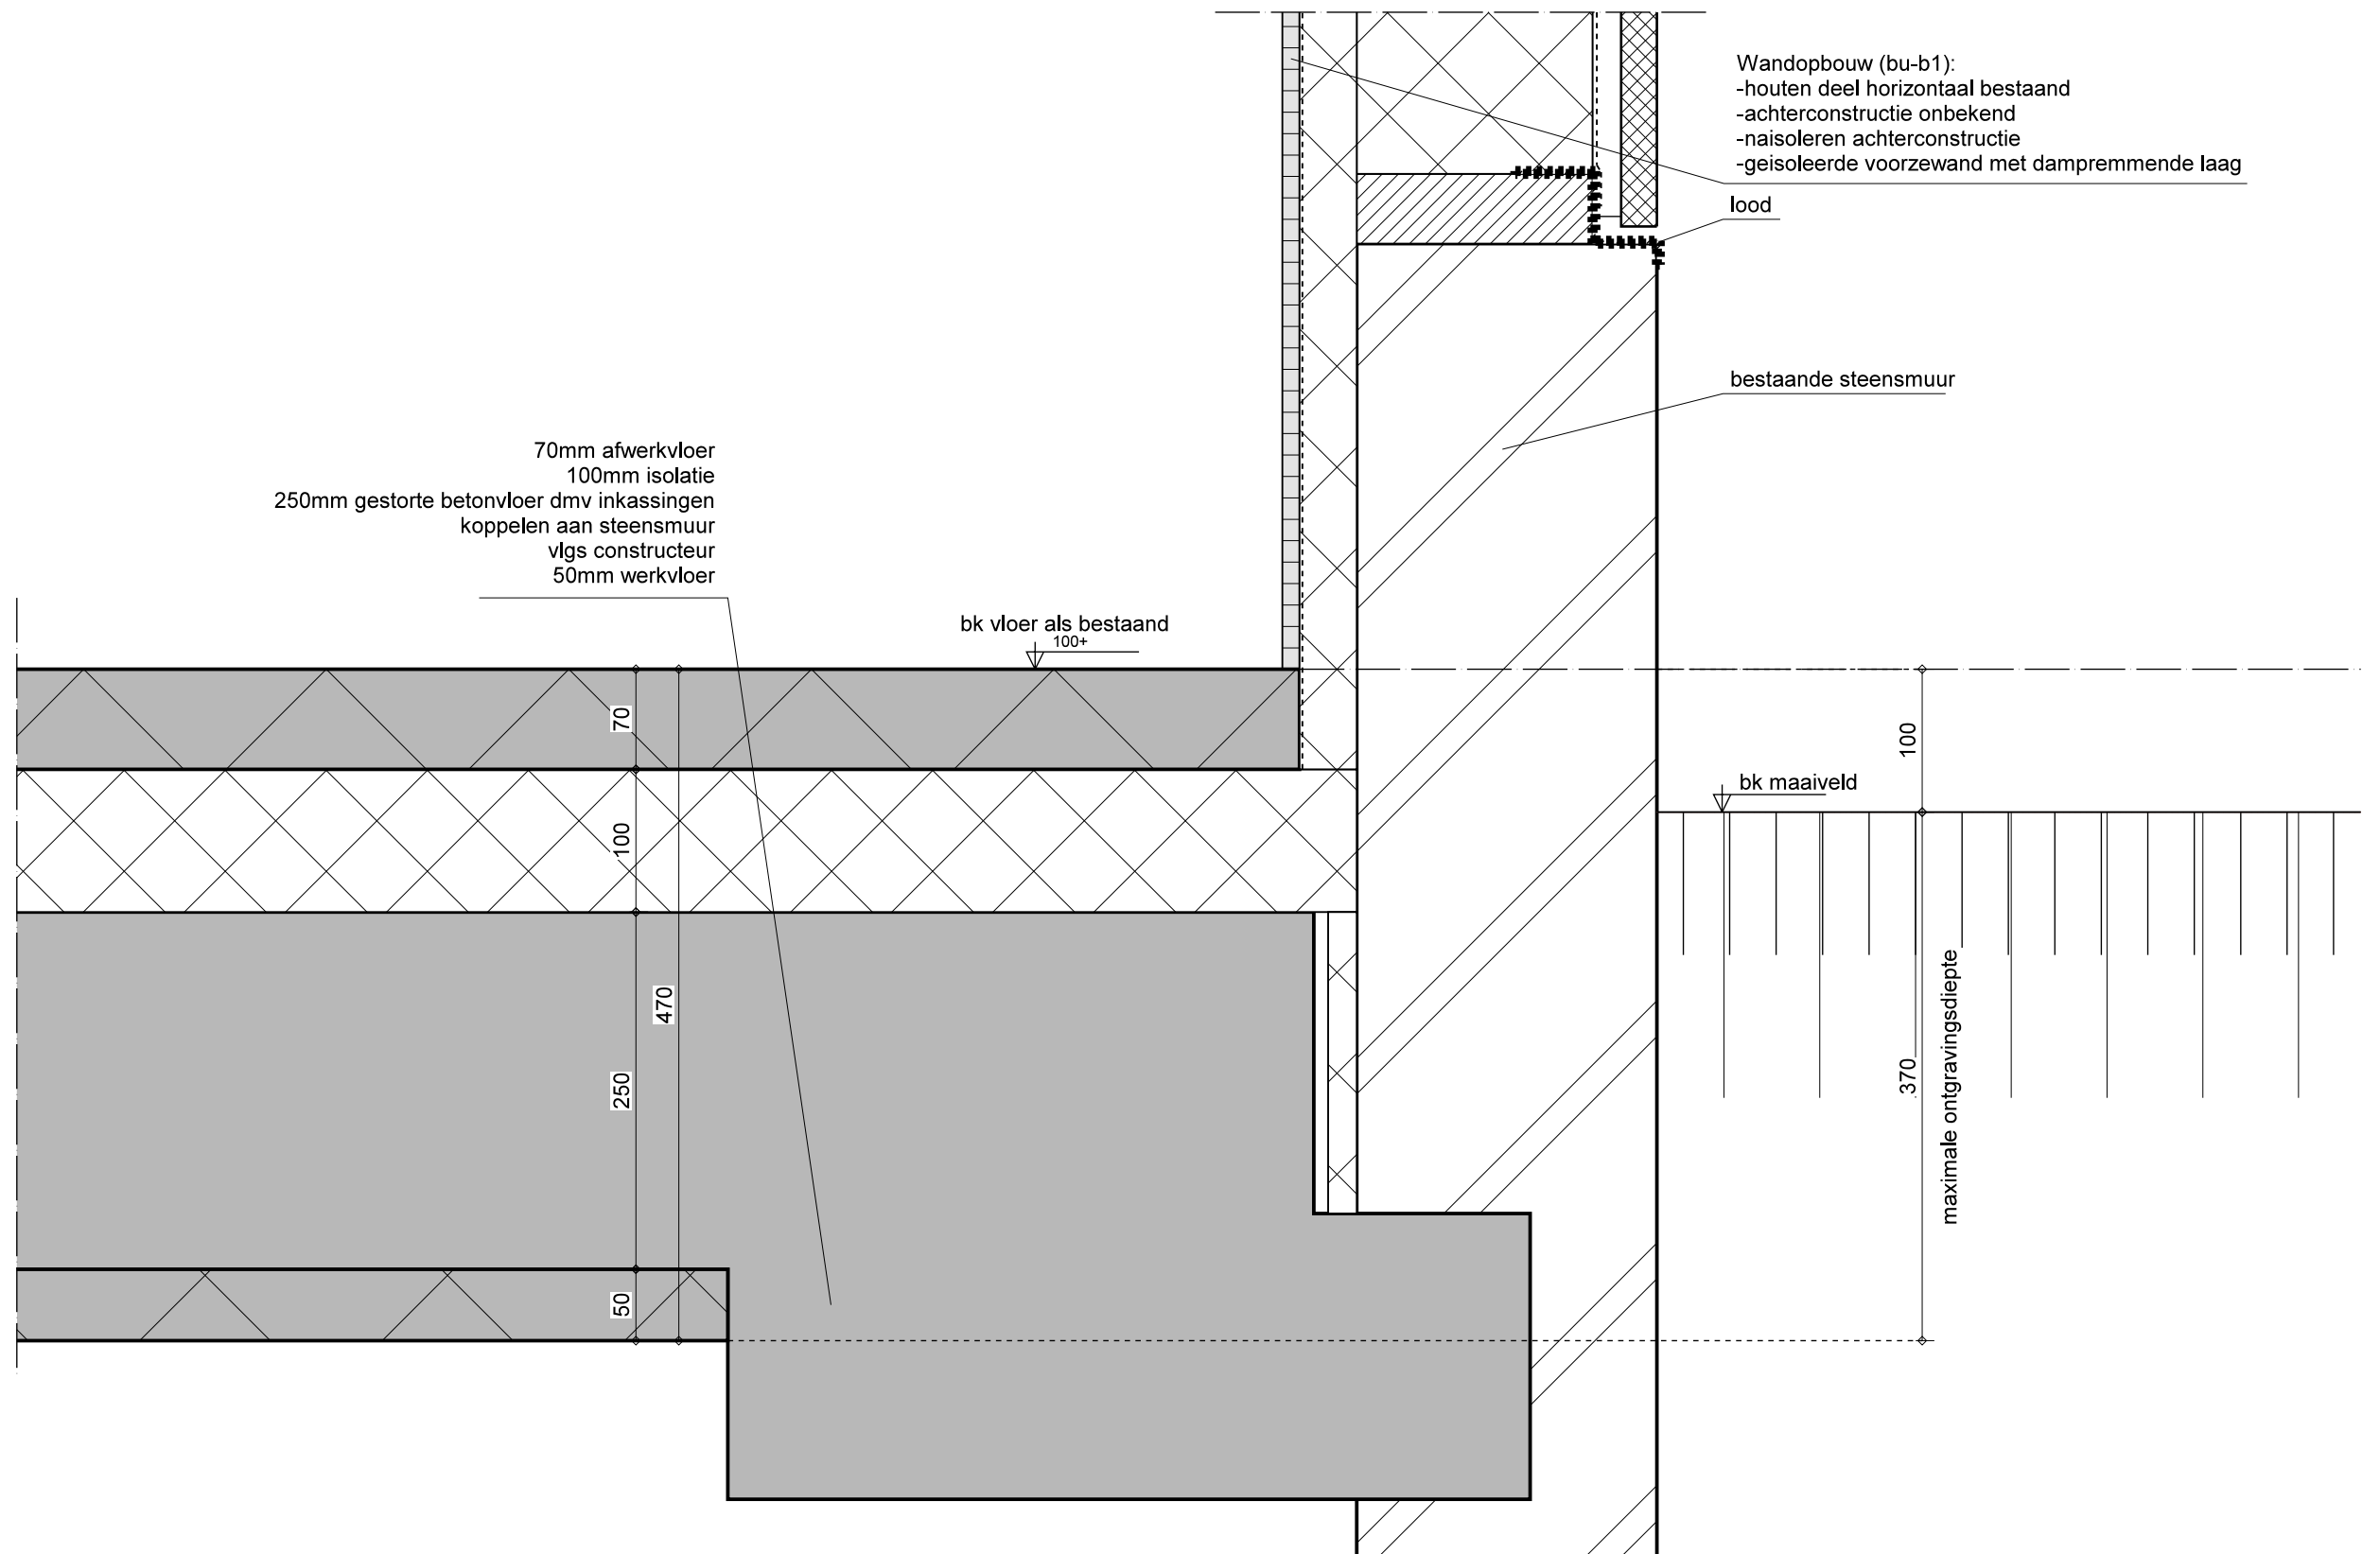 Wandopbouw (bu-b1):
-houten deel horizontaal bestaand
-achterconstructie onbekend
-naisoleren achterconstructie
-geisoleerde voorzewand met dampremmende laag
lood
bestaande steensmuur
70mm afwerkvloer
100mm isolatie
250mm gestorte betonvloer dmv inkassingen
koppelen aan steensmuur
vlgs constructeur
50mm werkvloer
bk vloer als bestaand
100+
70
100
250
50
470
bk maaiveld
100
370
maximale ontgravingsdiepte